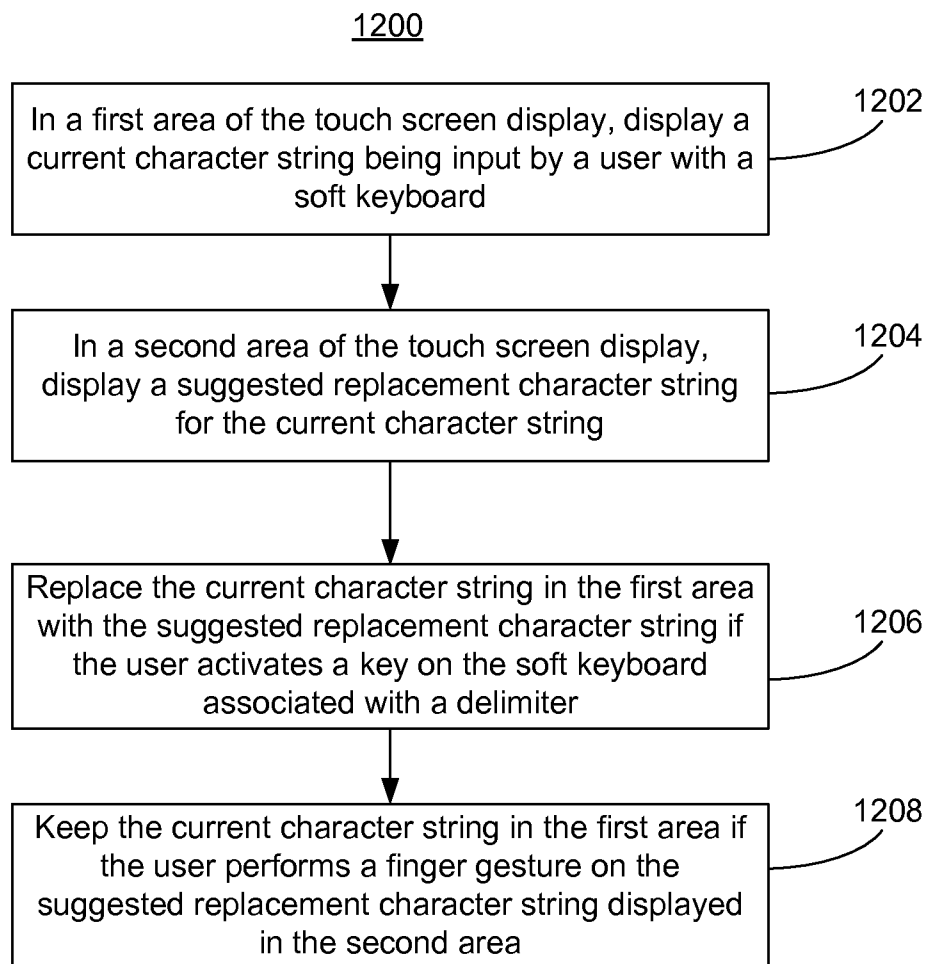 1200
1202
In a first area of the touch screen display, display a
current character string being input by a user with a
soft keyboard
1204
In a second area of the touch screen display,
display a suggested replacement character string
for the current character string
1206
Replace the current character string in the first area
with the suggested replacement character string if
the user activates a key on the soft keyboard
associated with a delimiter
1208
Keep the current character string in the first area if
the user performs a finger gesture on the
suggested replacement character string displayed
in the second area